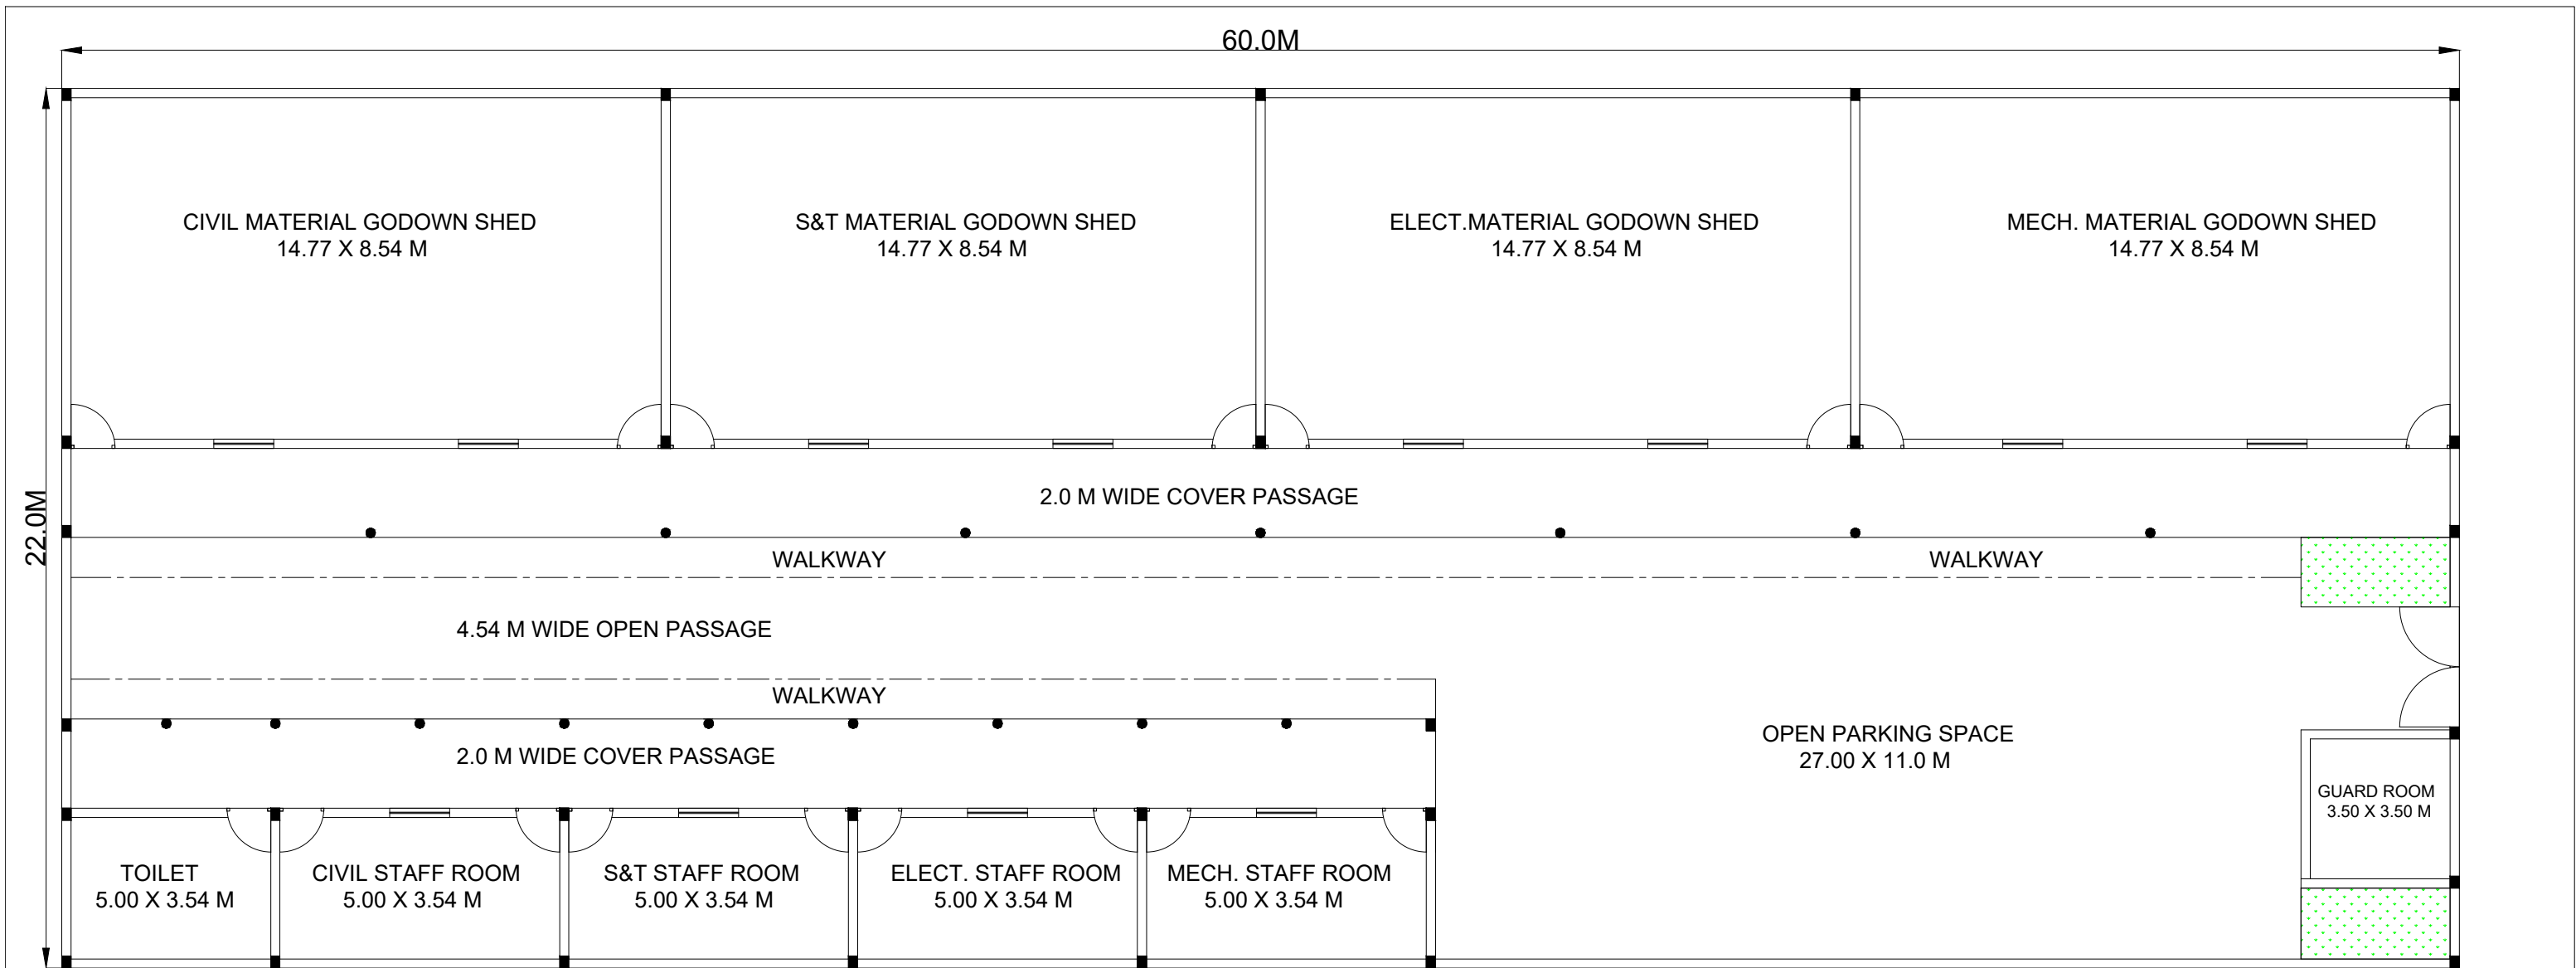 60.0M
22.0M
CIVIL MATERIAL GODOWN SHED
14.77 X 8.54 M
S&T MATERIAL GODOWN SHED
14.77 X 8.54 M
ELECT.MATERIAL GODOWN SHED
14.77 X 8.54 M
MECH. MATERIAL GODOWN SHED
14.77 X 8.54 M
2.0 M WIDE COVER PASSAGE
WALKWAY
WALKWAY
4.54 M WIDE OPEN PASSAGE
WALKWAY
2.0 M WIDE COVER PASSAGE
OPEN PARKING SPACE
27.00 X 11.0 M
GUARD ROOM
3.50 X 3.50 M
TOILET
5.00 X 3.54 M
CIVIL STAFF ROOM
5.00 X 3.54 M
S&T STAFF ROOM
5.00 X 3.54 M
ELECT. STAFF ROOM
5.00 X 3.54 M
MECH. STAFF ROOM
5.00 X 3.54 M